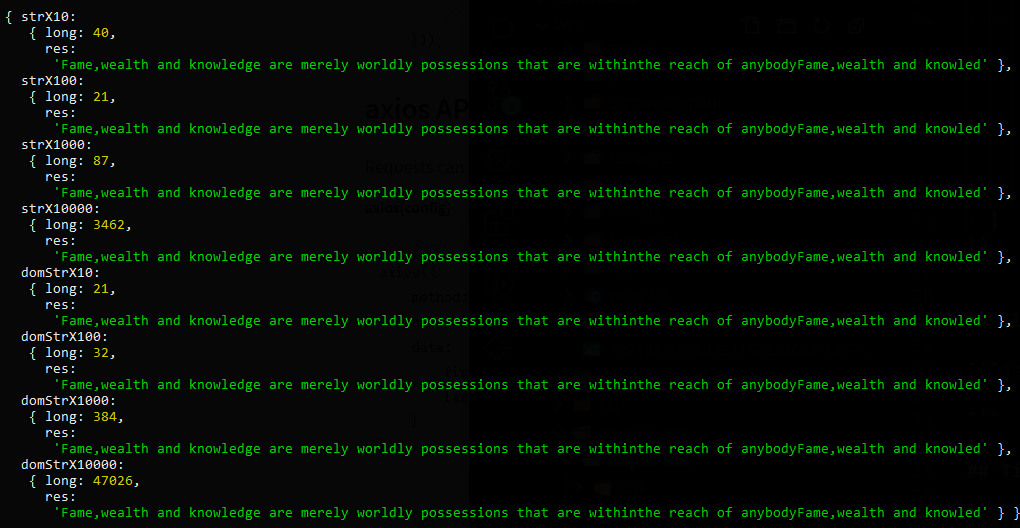 { strX10:
{ long: 40,
res:
'Fame,wealth and knowledge are merely worldly possessions that are withinthe reach of anybodyFame,wealth and knowled' },
strX100:
{ long: 21,
res:
'Fame,wealth and knowledge are merely worldly possessions that are withinthe reach of anybodyFame,wealth and knowled' },
strX1000:
{ long: 87,
res:
'Fame,wealth and knowledge are merely worldly possessions that are withinthe reach of anybodyFame,wealth and knowled' },
strX10000:
{ long: 3462,
res:
'Fame,wealth and knowledge are merely worldly possessions that are withinthe reach of anybodyFame,wealth and knowled' },
domStrX10:
{ long: 21,
res:
'Fame,wealth and knowledge are merely worldly possessions that are withinthe reach of anybodyFame,wealth and knowled' },
domStrX100:
{ long: 32,
res:
'Fame,wealth and knowledge are merely worldly possessions that are withinthe reach of anybodyFame,wealth and knowled' },
domStrX1000:
{ long: 384,
res:
'Fame,wealth and knowledge are merely worldly possessions that are withinthe reach of anybodyFame,wealth and knowled' },
domStrX10000:
{ long: 47026,
res:
'Fame,wealth and knowledge are merely worldly possessions that are withinthe reach of anybodyFame,wealth and knowled' } }
axios AP
Requests can
axios(config)
method:
data: